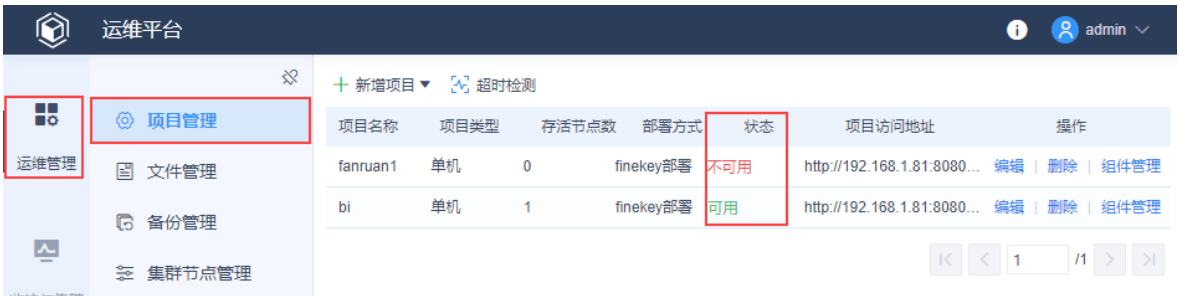 运维平台
admin
新增项目 超时检测
运维管理
项目管理
文件管理
备份管理
集群节点管理
项目名称 项目类型 存活节点数 部署方式 状态 项目访问地址 操作
fanruan1 单机 0 finekey部署 不可用 http://192.168.1.81:8080... 编辑 | 删除 | 组件管理
bi 单机 1 finekey部署 可用 http://192.168.1.81:8080... 编辑 | 删除 | 组件管理
1 /1